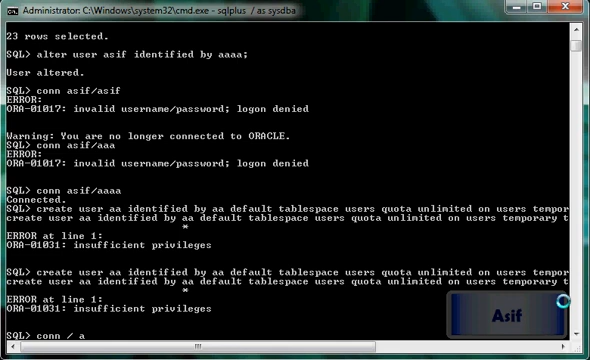 Administrator: C:\Windows\system32\cmd.exe - sqlplus / as sysdba
23 rows selected.
SQL> alter user asif identified by aaaa;
User altered.
SQL> conn asif/asif
ERROR:
ORA-01017: invalid username/password; logon denied
Warning: You are no longer connected to ORACLE.
SQL> conn asif/aaa
ERROR:
ORA-01017: invalid username/password; logon denied
SQL> conn asif/aaaa
Connected.
SQL> create user aa identified by aa default tablespace users quota unlimited on users tempor
create user aa identified by aa default tablespace users quota unlimited on users temporary t
*
ERROR at line 1:
ORA-01031: insufficient privileges
SQL> create user aa identified by aa default tablespace users quota unlimited on users tempor
create user aa identified by aa default tablespace users quota unlimited on users temporary t
*
ERROR at line 1:
ORA-01031: insufficient privileges
SQL> conn / a
Asif